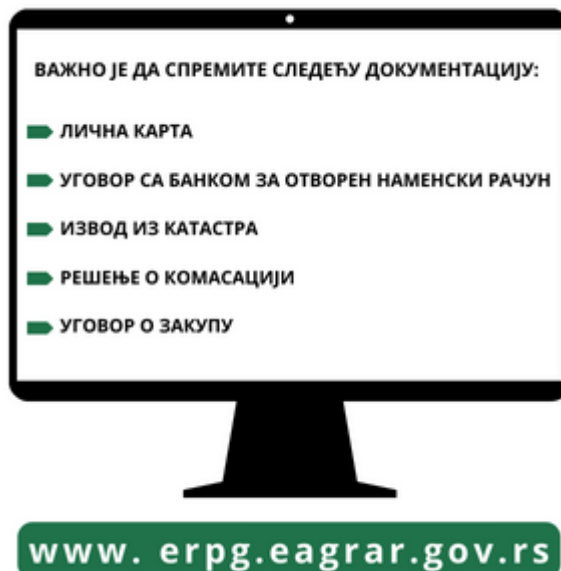 ВАЖНО ЈЕ ДА СПРЕМИТЕ СЛЕДЕЋУ ДОКУМЕНТАЦИЈУ:
ЛИЧНА КАРТА
УГОВОР СА БАНКОМ ЗА ОТВОРЕН НАМЕНСКИ РАЧУН
ИЗВОД ИЗ КАТАСТРА
РЕШЕЊЕ О КОМАСАЦИЈИ
УГОВОР О ЗАКУПУ
www. erpg.eagrar.gov.rs